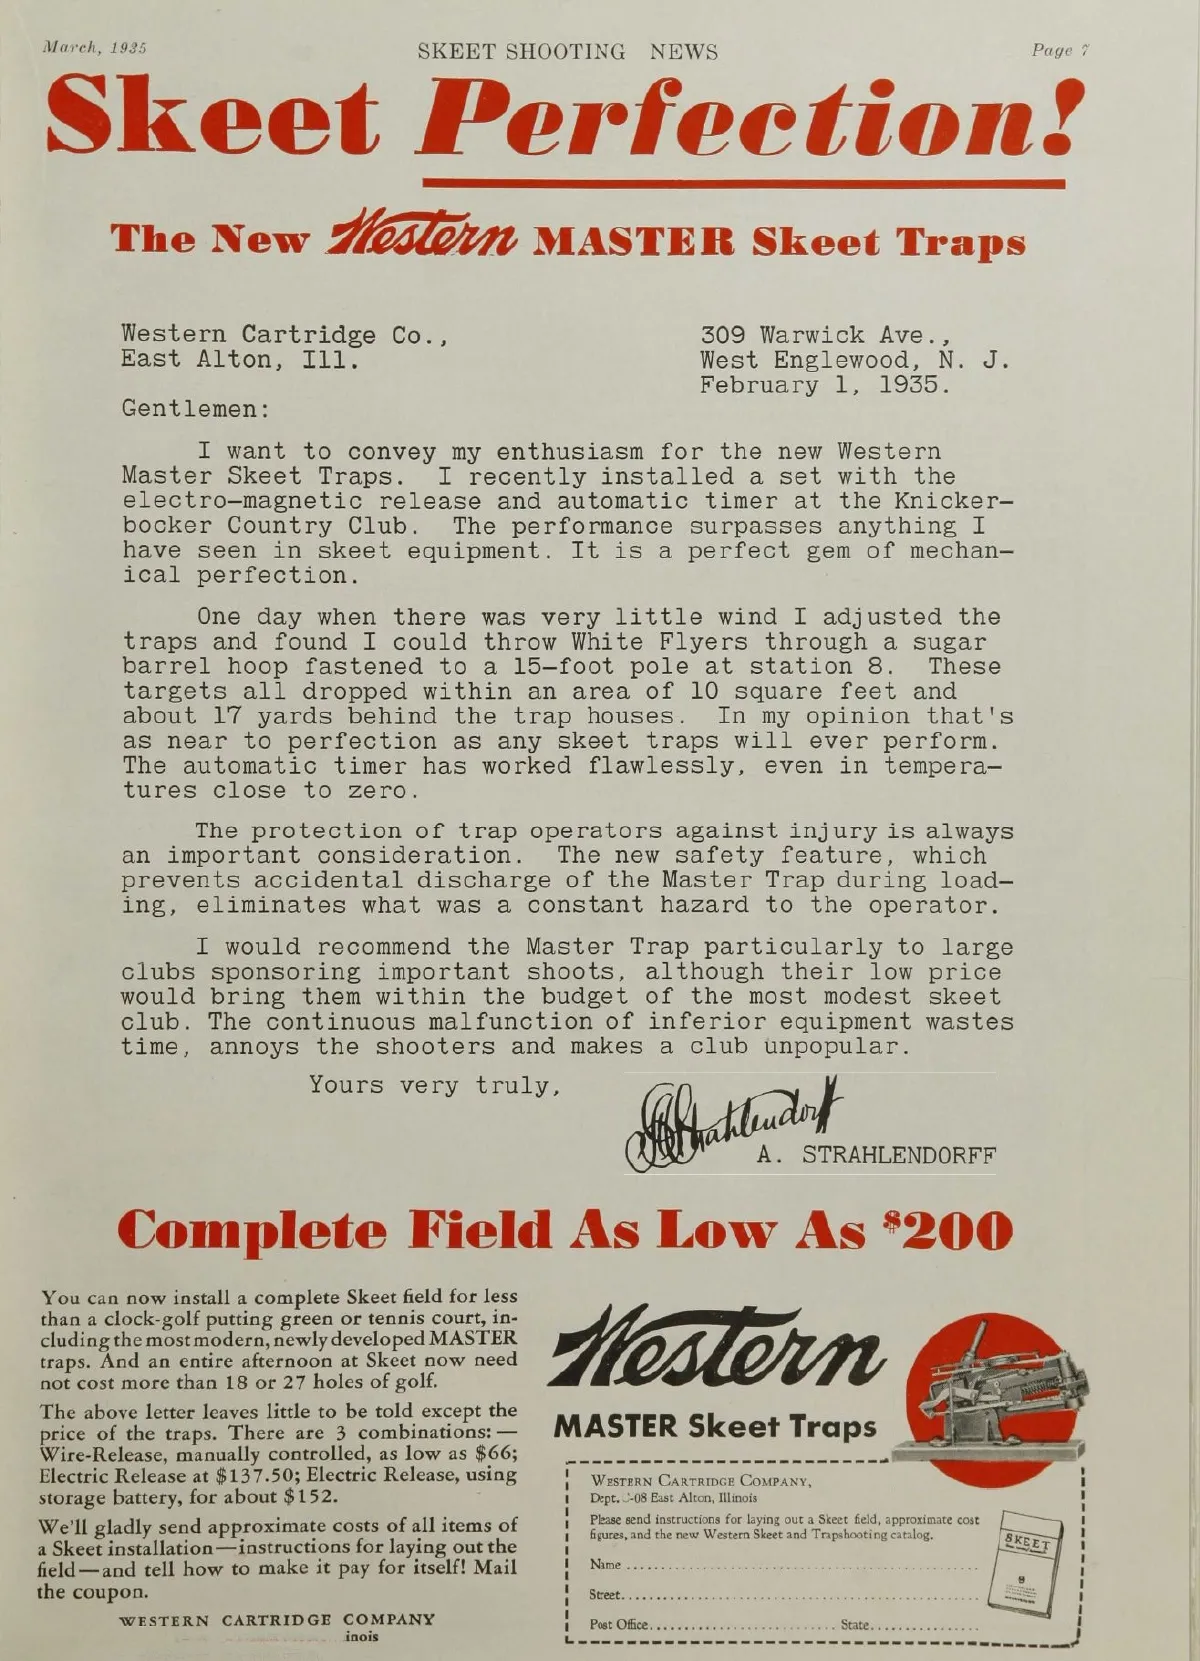 March, 1935
SKEET SHOOTING NEWS
Page 7
Skeet Perfection!
The New Western MASTER Skeet Traps
Western Cartridge Co.,
East Alton, Ill.
309 Warwick Ave.,
West Englewood, N. J.
February 1, 1935.
Gentlemen:
I want to convey my enthusiasm for the new Western
Master Skeet Traps. I recently installed a set with the
electro-magnetic release and automatic timer at the Knicker-
bocker Country Club. The performance surpasses anything I
have seen in skeet equipment. It is a perfect gem of mechan-
ical perfection.
One day when there was very little wind I adjusted the
traps and found I could throw White Flyers through a sugar
barrel hoop fastened to a 15-foot pole at station 8. These
targets all dropped within an area of 10 square feet and
about 17 yards behind the trap houses. In my opinion that's
as near to perfection as any skeet traps will ever perform.
The automatic timer has worked flawlessly, even in tempera-
tures close to zero.
The protection of trap operators against injury is always
an important consideration. The new safety feature, which
prevents accidental discharge of the Master Trap during load-
ing, eliminates what was a constant hazard to the operator.
I would recommend the Master Trap particularly to large
clubs sponsoring important shoots, although their low price
would bring them within the budget of the most modest skeet
club. The continuous malfunction of inferior equipment wastes
time, annoys the shooters and makes a club unpopular.
Yours very truly,
A Strahlendorff
A. STRAHLENDORFF
Complete Field As Low As $200
You can now install a complete Skeet field for less
than a clock-golf putting green or tennis court, in-
cluding the most modern, newly developed MASTER
traps. And an entire afternoon at Skeet now need
not cost more than 18 or 27 holes of golf.
The above letter leaves little to be told except the
price of the traps. There are 3 combinations:—
Wire-Release, manually controlled, as low as $66;
Electric Release at $137.50; Electric Release, using
storage battery, for about $152.
We'll gladly send approximate costs of all items of
a Skeet installation—instructions for laying out the
field—and tell how to make it pay for itself! Mail
the coupon.
WESTERN CARTRIDGE COMPANY
inois
Western
MASTER Skeet Traps
WESTERN CARTRIDGE COMPANY,
Dept. -08 East Alton, Illinois
Please send instructions for laying out a Skeet field, approximate cost
figures, and the new Western Skeet and Trapshooting catalog.
Name
Street
Post Office State
SKEET